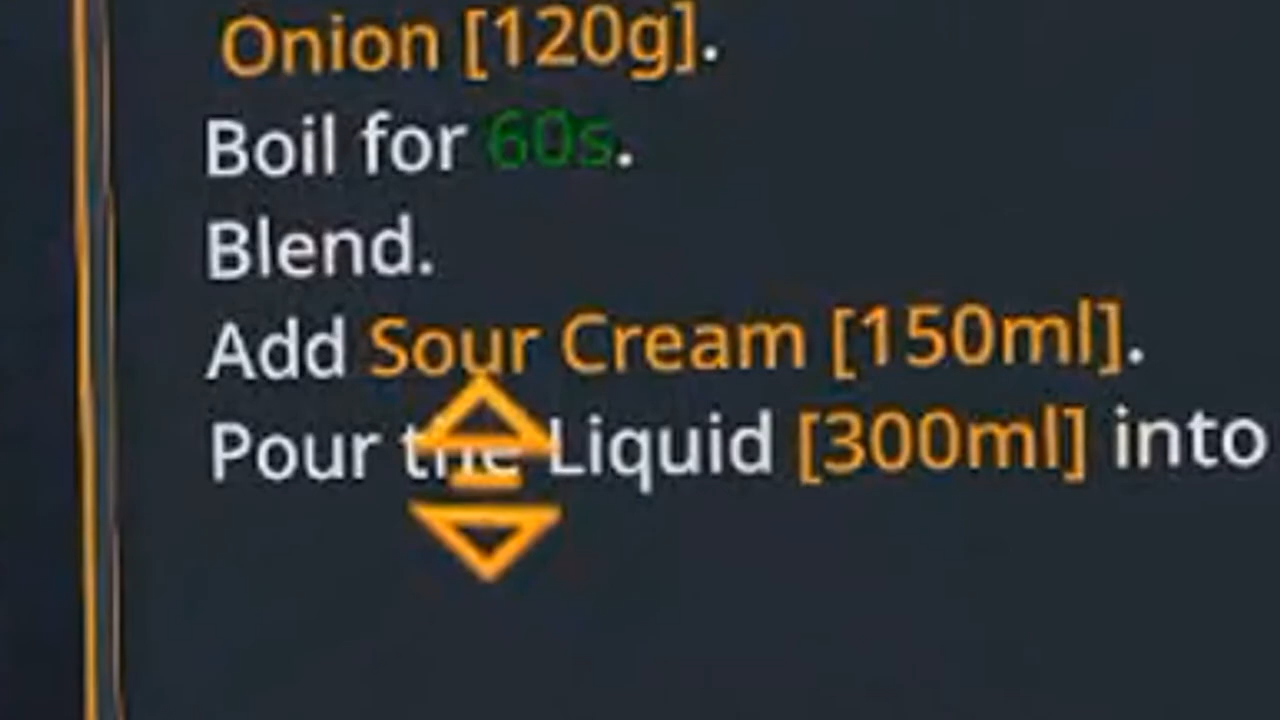 Onion [120g].
Boil for 60s.
Blend.
Add Sour Cream [150ml].
Pour the Liquid [300ml] into